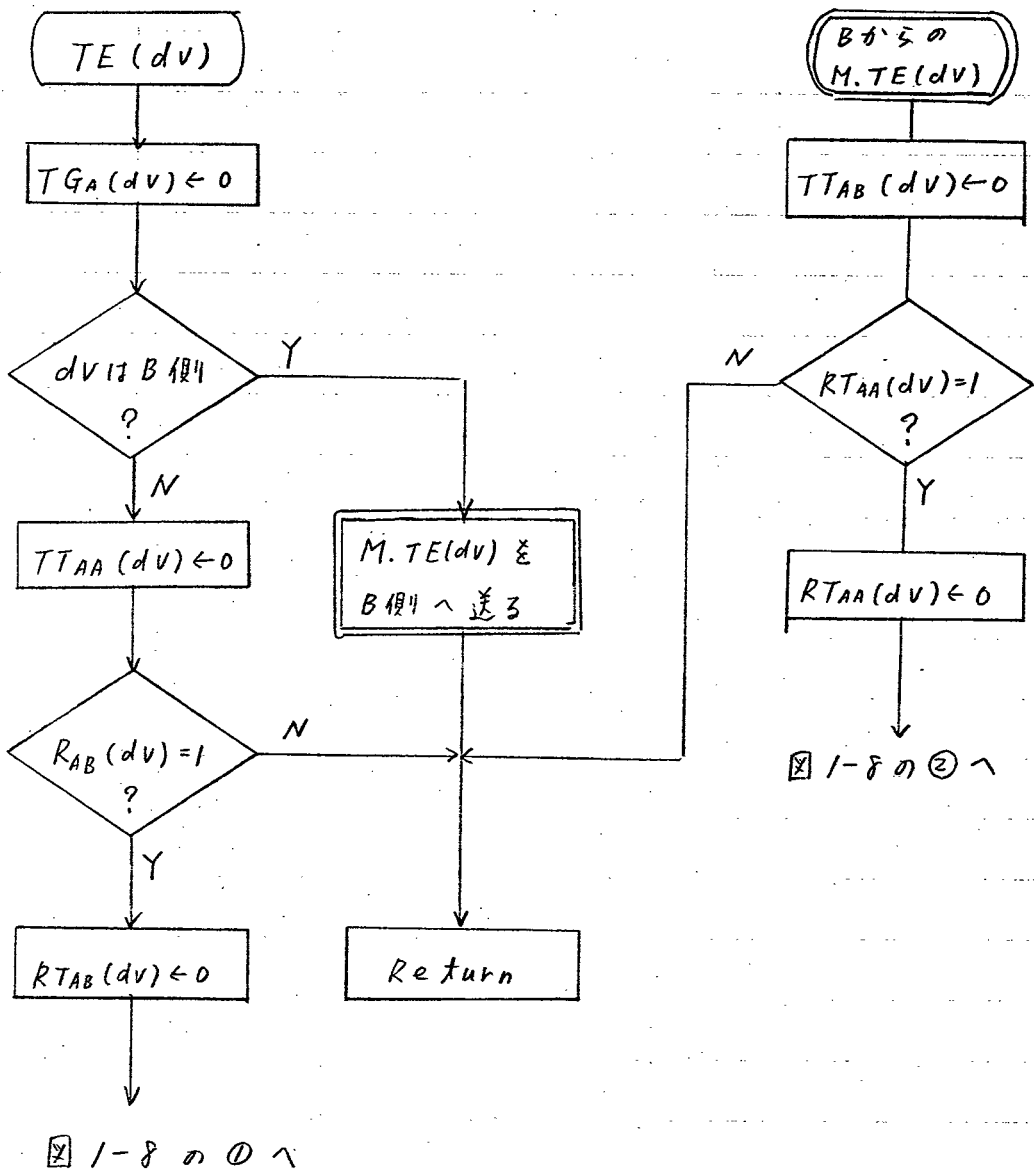 TE(dv)
TGA(dv)←0
dvはB側
?
Y
N
TTAA(dv)←0
M.TE(dv)を
B側へ送る
RAB(dv)=1
?
N
Y
RTAB(dv)←0
Return
図1-8の①へ
Bからの
M.TE(dv)
TTAB(dv)←0
RTAA(dv)=1
?
N
Y
RTAA(dv)←0
図1-8の②へ